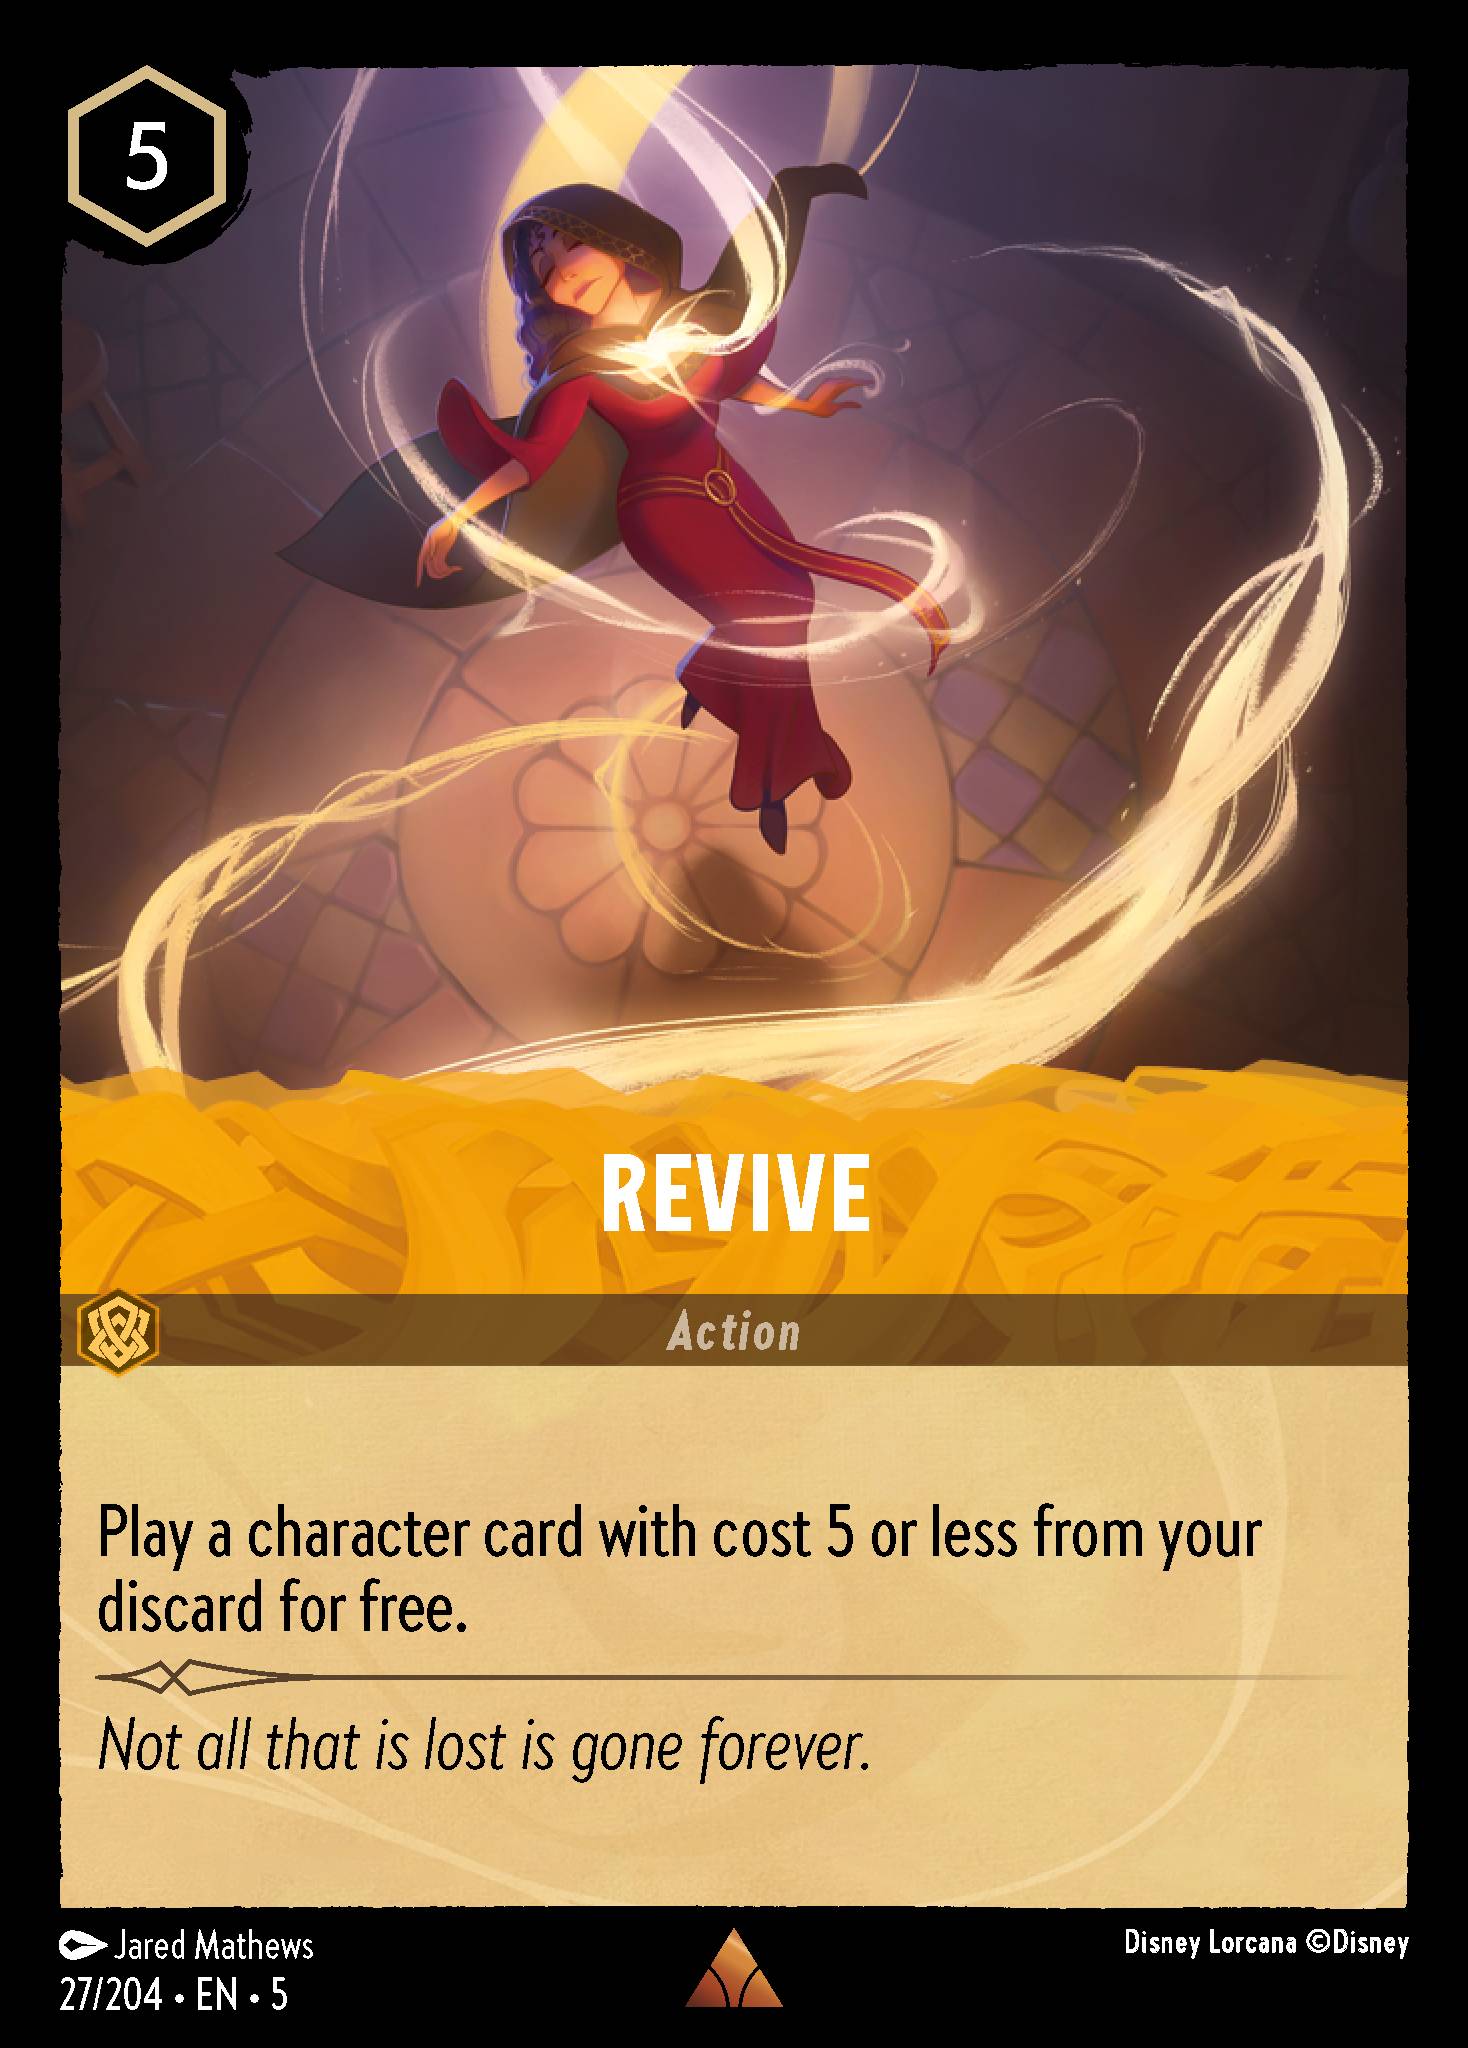 5
REVIVE
Action
Play a character card with cost 5 or less from your
discard for free.
Not all that is lost is gone forever.
Jared Mathews
Disney Lorcana ©Disney
27/204 • EN • 5